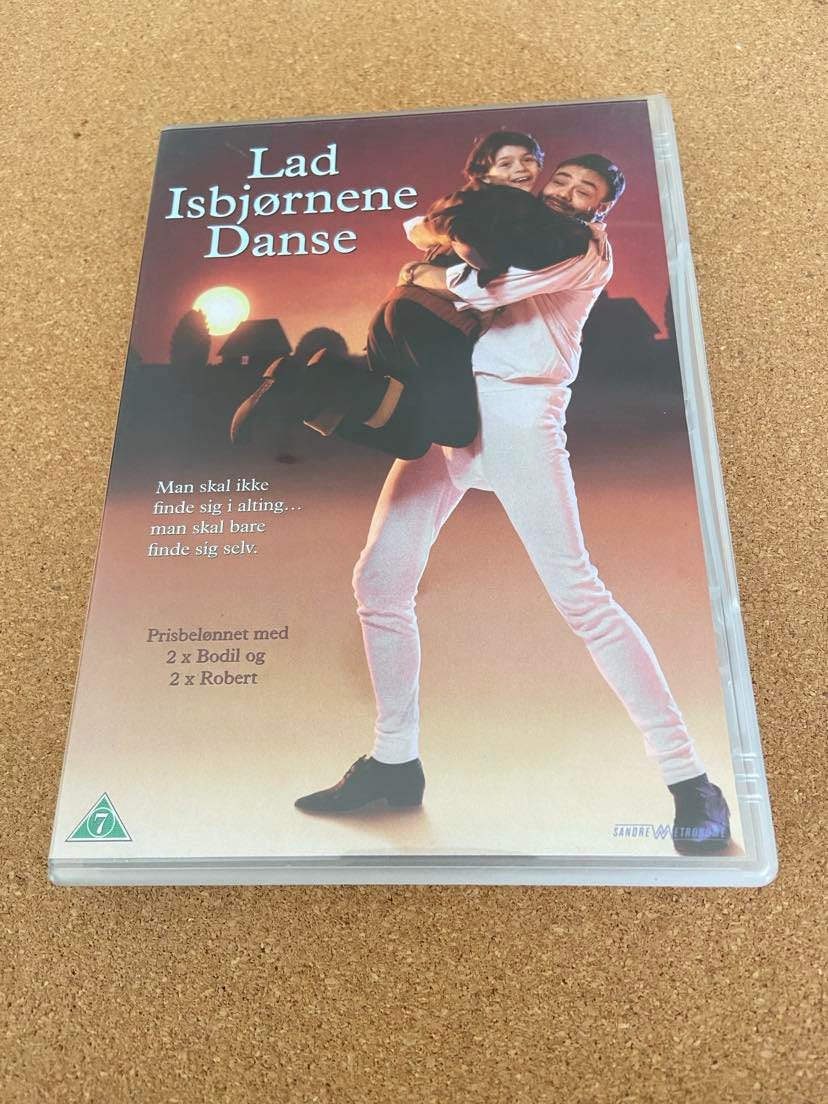 Lad
Isbjørnene
Danse
Man skal ikke
finde sig i alting...
man skal bare
finde sig selv.
Prisbelønnet med
2 x Bodil og
2 x Robert
7
SANDREW METRONOME